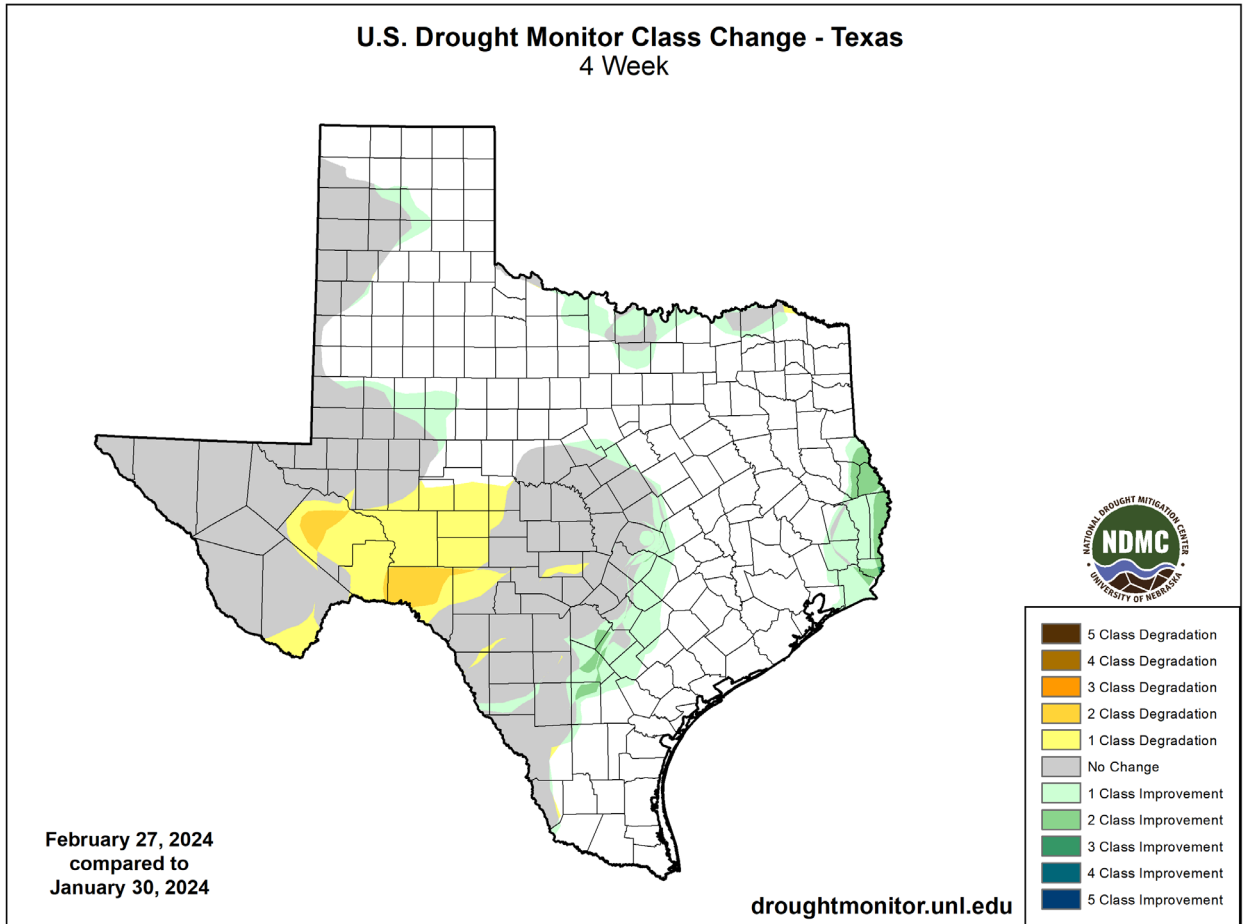 U.S. Drought Monitor Class Change - Texas
4 Week
NATIONAL DROUGHT MITIGATION CENTER
NDMC
UNIVERSITY OF NEBRASKA
5 Class Degradation
4 Class Degradation
3 Class Degradation
2 Class Degradation
1 Class Degradation
No Change
1 Class Improvement
2 Class Improvement
3 Class Improvement
4 Class Improvement
5 Class Improvement
February 27, 2024
compared to
January 30, 2024
droughtmonitor.unl.edu